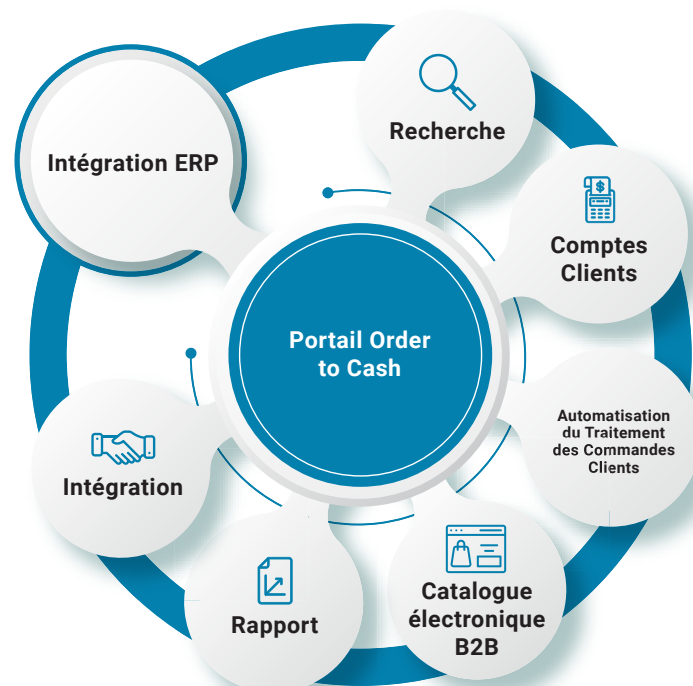 Intégration ERP
Recherche
$
Comptes
Clients
Portail Order
to Cash
Automatisation
du Traitement
des Commandes
Clients
Intégration
Catalogue
électronique
B2B
Rapport